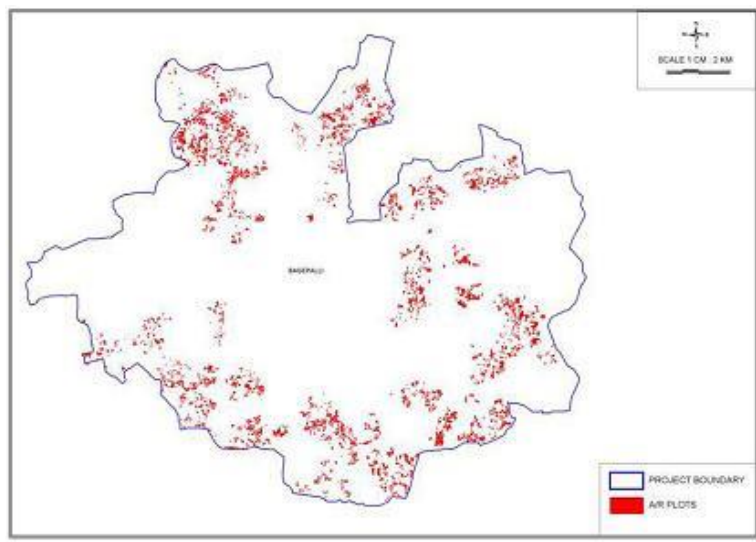 N
SCALE 1 CM : 2 KM
BAGEPALLI
PROJECT BOUNDARY
A/R PLOTS